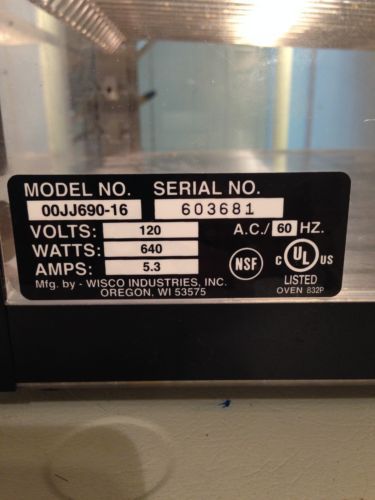 MODEL NO. SERIAL NO.
00JJ690-16 603681
VOLTS: 120 A.C./ 60 HZ.
WATTS: 640
AMPS: 5.3
NSF
C UL US
LISTED
OVEN 832P
Mfg. by - WISCO INDUSTRIES, INC.
OREGON, WI 53575